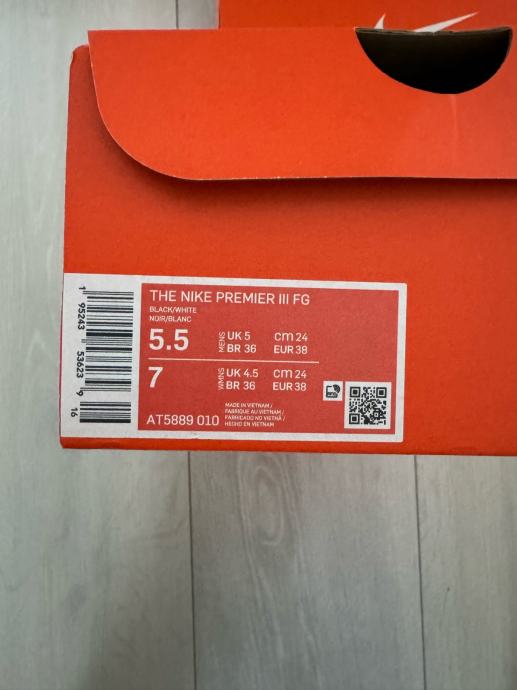 THE NIKE PREMIER III FG
BLACK/WHITE
NOIR/BLANC
5.5 MENS UK 5 cm 24
BR 36 EUR 38
7 WMNS UK 4.5 cm 24
BR 36 EUR 38
AT5889 010
MADE IN VIETNAM /
FABRIQUE AU VIETNAM /
FABRICADO NO VIETNÃ /
HECHO EN VIETNAM
1 95243 53623 9
16